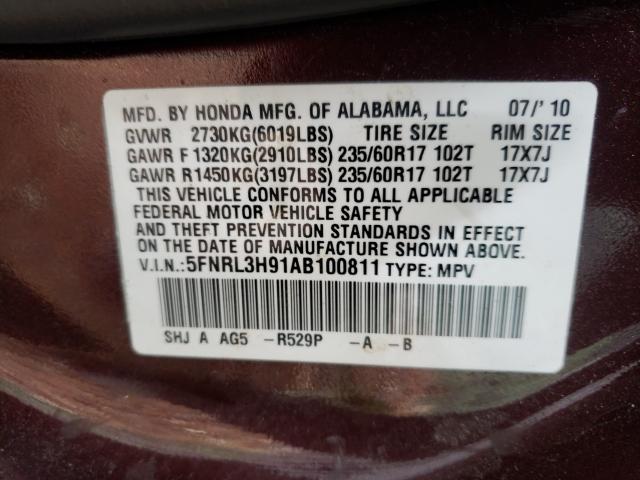 MFD. BY HONDA MFG. OF ALABAMA, LLC 07/' 10
GVWR 2730KG(6019LBS) TIRE SIZE RIM SIZE
GAWR F 1320KG(2910LBS) 235/60R17 102T 17X7J
GAWR R1450KG(3197LBS) 235/60R17 102T 17X7J
THIS VEHICLE CONFORMS TO ALL APPLICABLE
FEDERAL MOTOR VEHICLE SAFETY
AND THEFT PREVENTION STANDARDS IN EFFECT
ON THE DATE OF MANUFACTURE SHOWN ABOVE.
V.I.N.:5FNRL3H91AB100811 TYPE: MPV
SHJ A AG5 -R529P -A -B